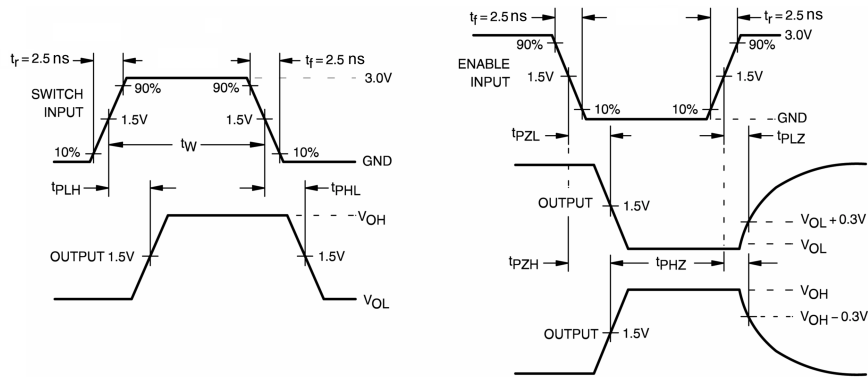 tr = 2.5 ns
tf = 2.5 ns
SWITCH
INPUT
90%
90%
3.0V
1.5V
1.5V
10%
tW
10%
GND
tPLH
tPHL
VOH
OUTPUT 1.5V
1.5V
VOL
tf = 2.5 ns
tr = 2.5 ns
3.0V
90%
90%
ENABLE
INPUT
1.5V
1.5V
10%
10%
GND
tPZL
tPLZ
OUTPUT
1.5V
VOL + 0.3V
VOL
tPZH
tPHZ
VOH
VOH – 0.3V
OUTPUT
1.5V